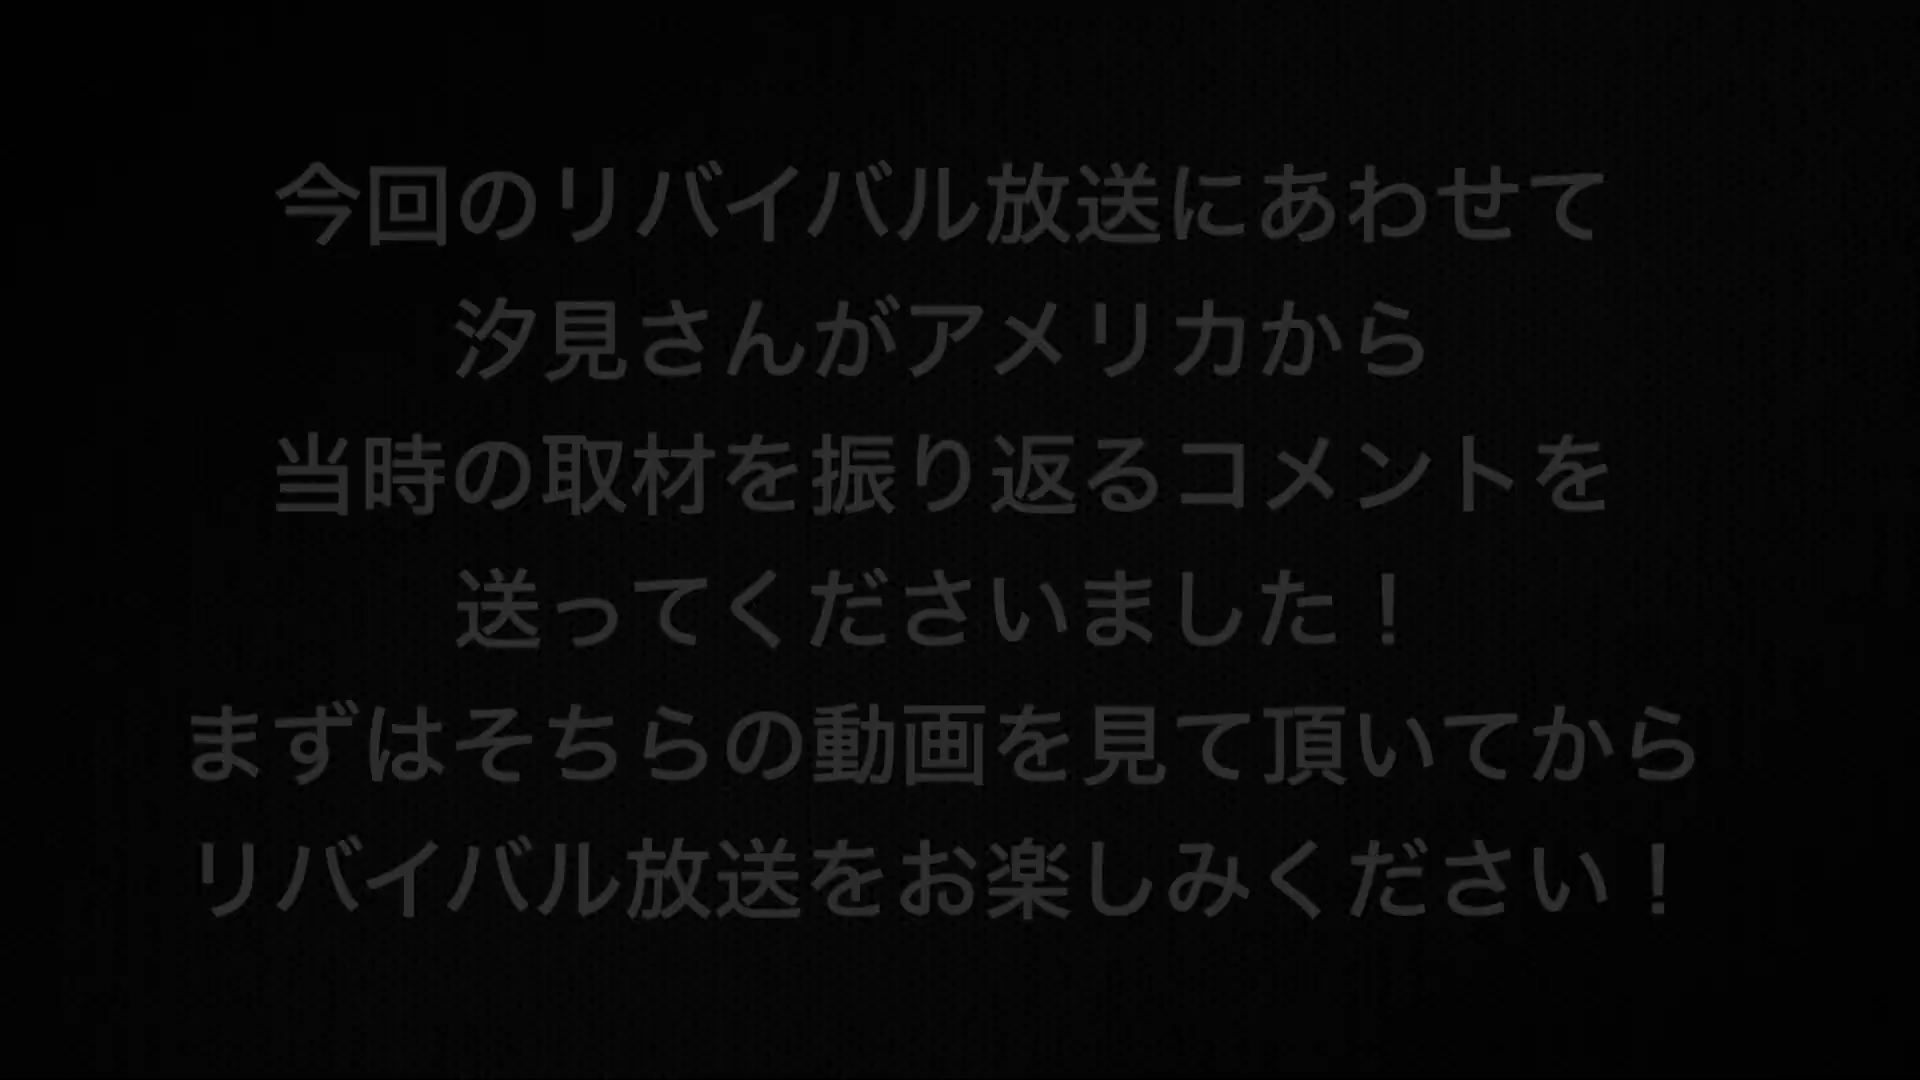 今回のリバイバル放送にあわせて
汐見さんがアメリカから
当時の取材を振り返るコメントを
送ってくださいました！
まずはそちらの動画を見て頂いてから
リバイバル放送をお楽しみください！